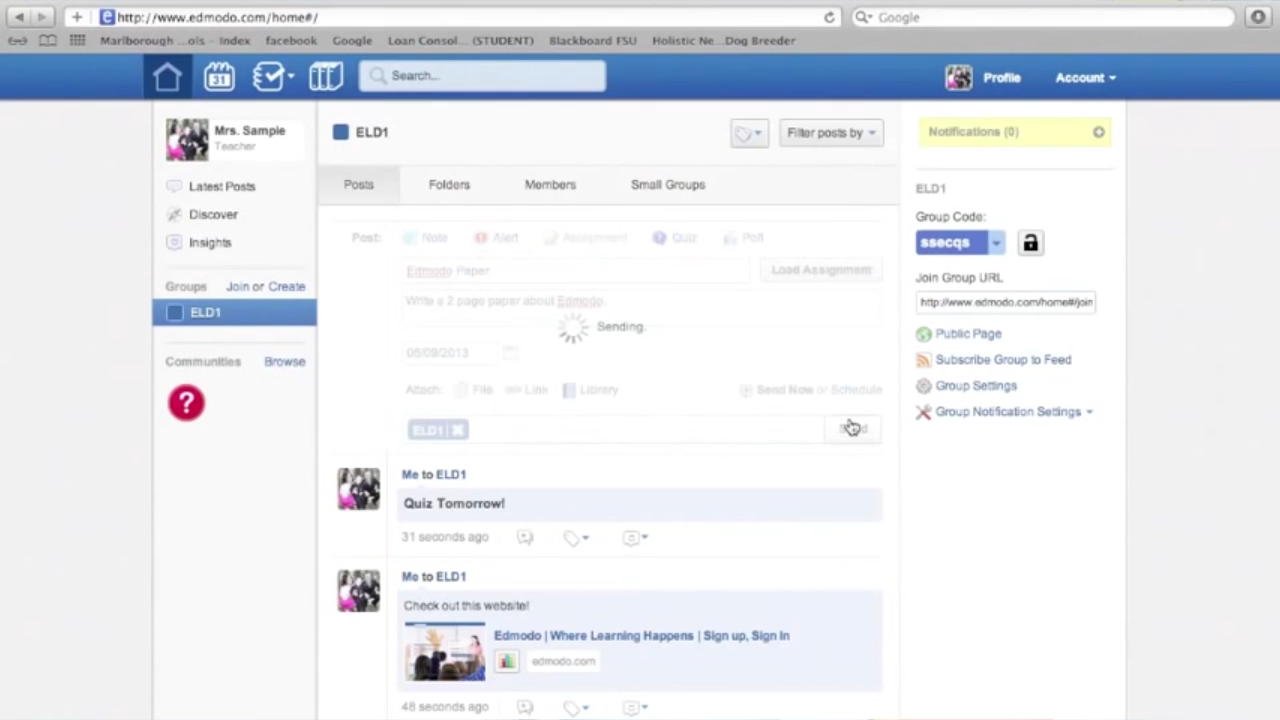 http://www.edmodo.com/home#/
Google
Marlborough ...ols - Index facebook Google Loan Consol... (STUDENT) Blackboard FSU Holistic Ne...Dog Breeder
31
Search...
Profile
Account
Mrs. Sample
Teacher
Latest Posts
Discover
Insights
Groups Join or Create
ELD1
Communities Browse
?
ELD1
Filter posts by
Posts Folders Members Small Groups
Post: Note Alert Assignment Quiz Poll
Edmodo Paper
Load Assignment
Write a 2 page paper about Edmodo.
Sending.
06/09/2013
Attach: File Link Library
Send Now or Schedule
ELD1
Me to ELD1
Quiz Tomorrow!
31 seconds ago
Me to ELD1
Check out this website!
Edmodo | Where Learning Happens | Sign up, Sign In
edmodo.com
48 seconds ago
Notifications (0)
ELD1
Group Code:
ssecqs
Join Group URL
http://www.edmodo.com/home#/join
Public Page
Subscribe Group to Feed
Group Settings
Group Notification Settings